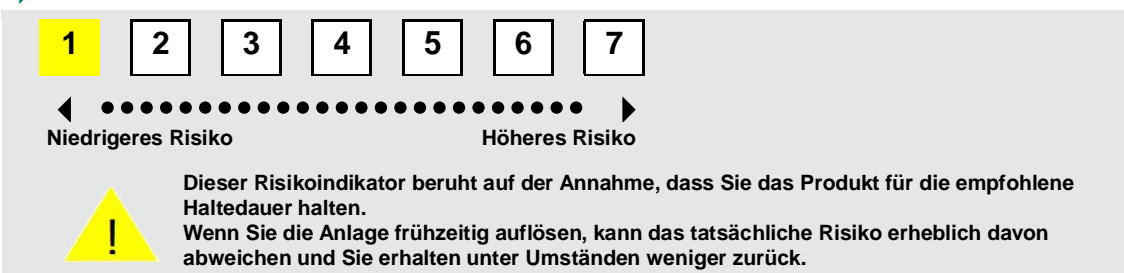 1 2 3 4 5 6 7
Niedrigeres Risiko Höheres Risiko
Dieser Risikoindikator beruht auf der Annahme, dass Sie das Produkt für die empfohlene
Haltedauer halten.
! Wenn Sie die Anlage frühzeitig auflösen, kann das tatsächliche Risiko erheblich davon
abweichen und Sie erhalten unter Umständen weniger zurück.